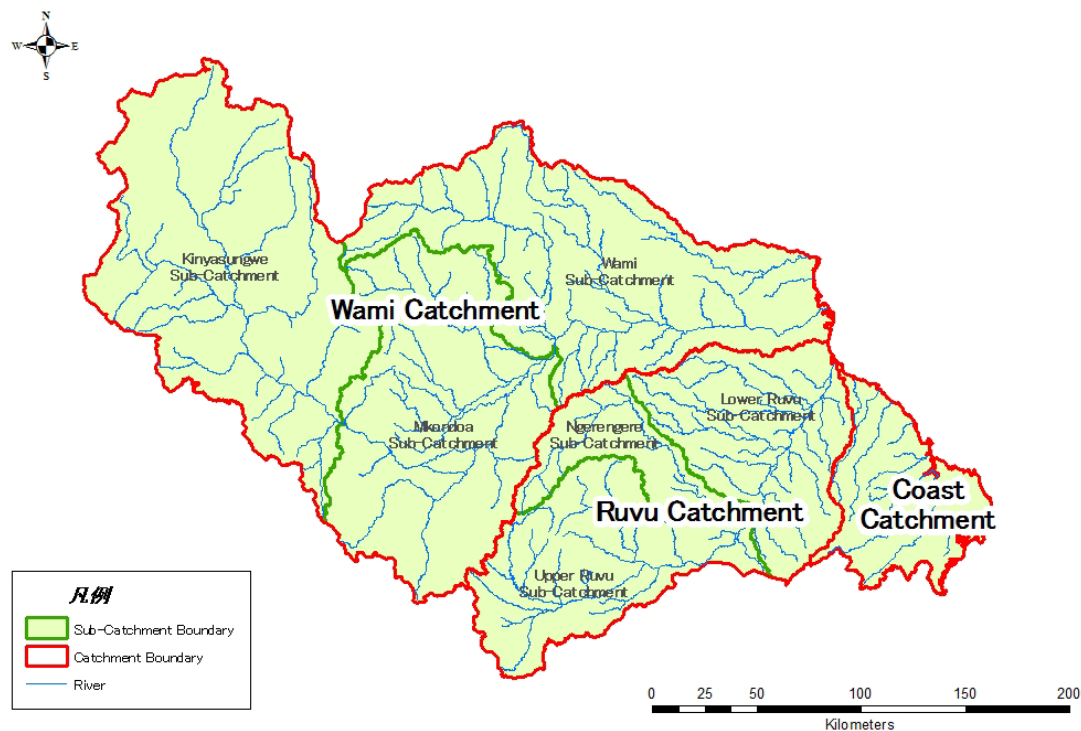 N
W E
S
Kinyasungwe
Sub-Catchment
Wami
Sub-Catchment
Wami Catchment
Mkondoa
Sub-Catchment
Ngerengere
Sub-Catchment
Lower Ruvu
Sub-Catchment
Ruvu Catchment
Coast
Catchment
Upper Ruvu
Sub-Catchment
凡例
Sub-Catchment Boundary
Catchment Boundary
River
0 25 50 100 150 200
Kilometers